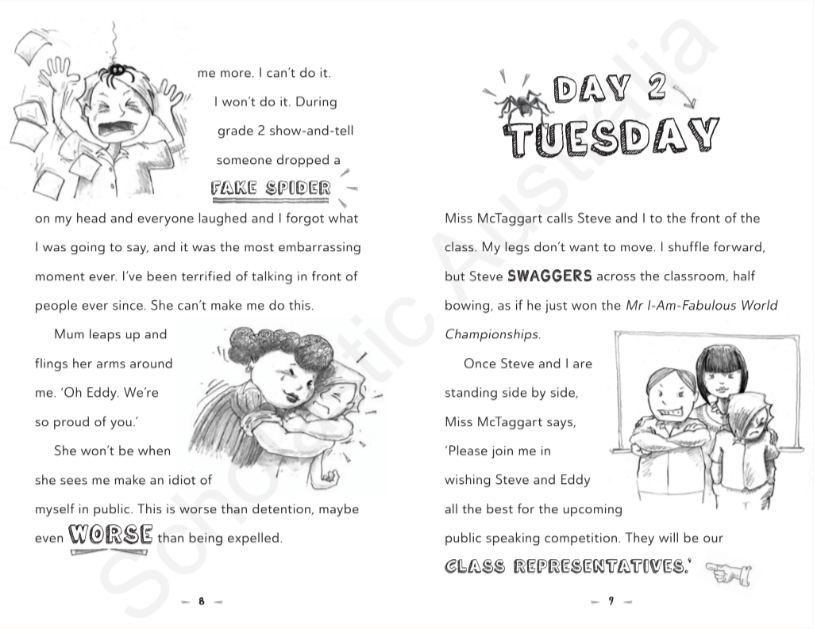 me more. I can't do it.
I won't do it. During
grade 2 show-and-tell
someone dropped a
FAKE SPIDER
on my head and everyone laughed and I forgot what
I was going to say, and it was the most embarrassing
moment ever. I've been terrified of talking in front of
people ever since. She can't make me do this.
Mum leaps up and
flings her arms around
me. 'Oh Eddy. We're
so proud of you.'
She won't be when
she sees me make an idiot of
myself in public. This is worse than detention, maybe
even WORSE than being expelled.
– 8 –
DAY 2
TUESDAY
Miss McTaggart calls Steve and I to the front of the
class. My legs don't want to move. I shuffle forward,
but Steve SWAGGERS across the classroom, half
bowing, as if he just won the Mr I-Am-Fabulous World
Championships.
Once Steve and I are
standing side by side,
Miss McTaggart says,
'Please join me in
wishing Steve and Eddy
all the best for the upcoming
public speaking competition. They will be our
CLASS REPRESENTATIVES.'
– 9 –
Scholastic Australia